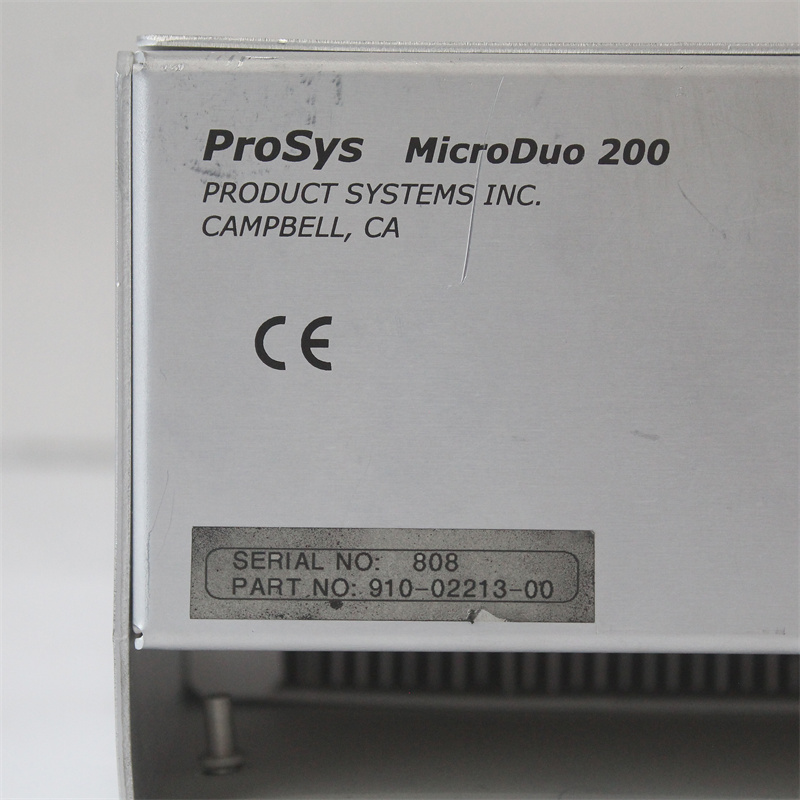 ProSys MicroDuo 200
PRODUCT SYSTEMS INC.
CAMPBELL, CA
CE
SERIAL NO: 808
PART NO: 910-02213-00